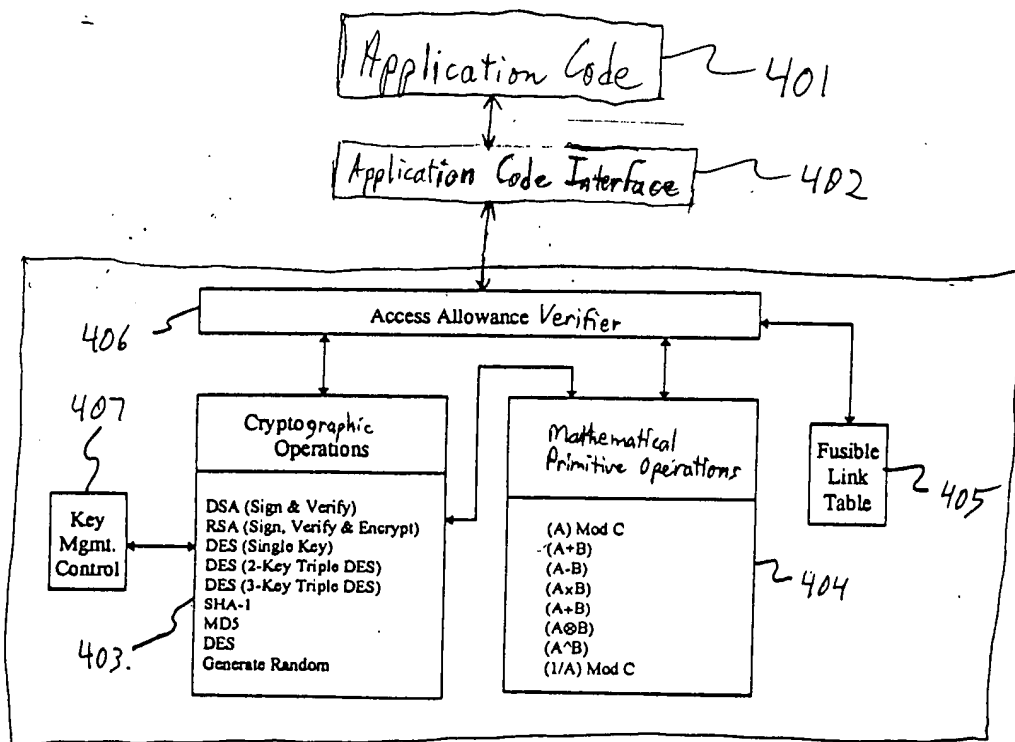 Application Code
401
Application Code Interface
402
Access Allowance Verifier
406
407
Key
Mgmt.
Control
Cryptographic
Operations
DSA (Sign & Verify)
RSA (Sign, Verify & Encrypt)
DES (Single Key)
DES (2-Key Triple DES)
DES (3-Key Triple DES)
SHA-1
MD5
DES
Generate Random
403.
Mathematical
Primitive Operations
(A) Mod C
(A+B)
(A-B)
(AxB)
(A+B)
(A⊗B)
(A^B)
(1/A) Mod C
404
Fusible
Link
Table
405